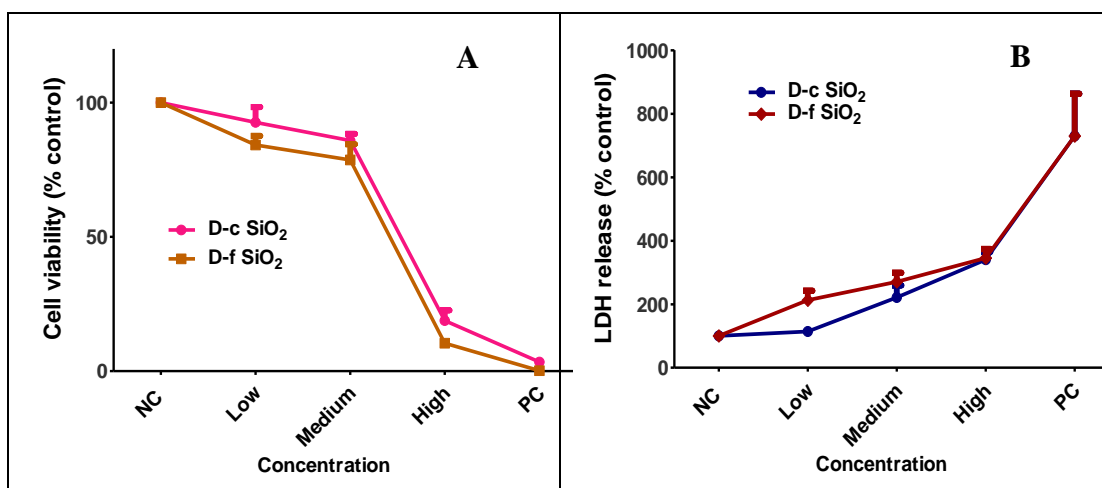 A
Cell viability (% control)
100
50
0
D-c SiO₂
D-f SiO₂
NC
Low
Medium
High
PC
Concentration
B
LDH release (% control)
1000
800
600
400
200
0
D-c SiO₂
D-f SiO₂
NC
Low
Medium
High
PC
Concentration